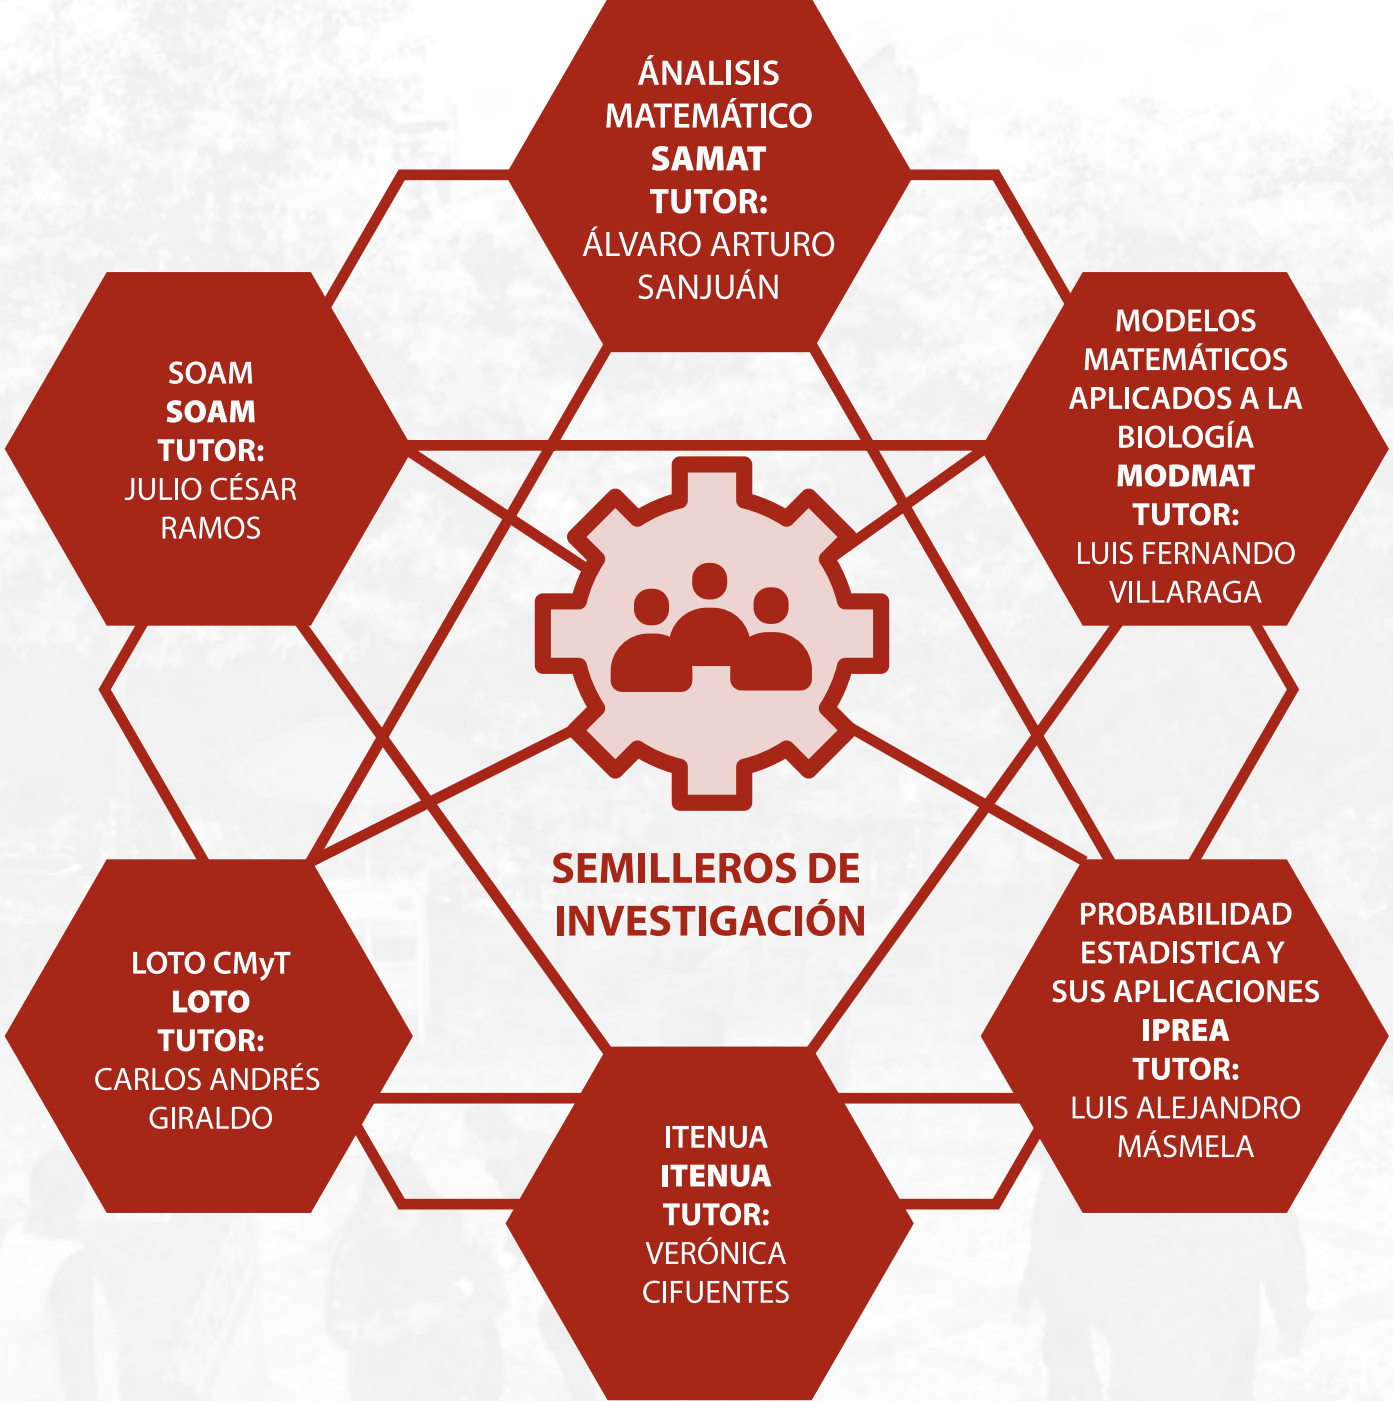 ÁNALISIS
MATEMÁTICO
SAMAT
TUTOR:
ÁLVARO ARTURO
SANJUÁN
SOAM
SOAM
TUTOR:
JULIO CÉSAR
RAMOS
MODELOS
MATEMÁTICOS
APLICADOS A LA
BIOLOGÍA
MODMAT
TUTOR:
LUIS FERNANDO
VILLARAGA
SEMILLEROS DE
INVESTIGACIÓN
LOTO CMyT
LOTO
TUTOR:
CARLOS ANDRÉS
GIRALDO
PROBABILIDAD
ESTADISTICA Y
SUS APLICACIONES
IPREA
TUTOR:
LUIS ALEJANDRO
MÁSMELA
ITENUA
ITENUA
TUTOR:
VERÓNICA
CIFUENTES